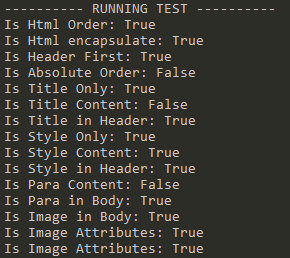 ---------- RUNNING TEST ----------
Is Html Order: True
Is Html encapsulate: True
Is Header First: True
Is Absolute Order: False
Is Title Only: True
Is Title Content: False
Is Title in Header: True
Is Style Only: True
Is Style Content: True
Is Style in Header: True
Is Para Content: False
Is Para in Body: True
Is Image in Body: True
Is Image Attributes: True
Is Image Attributes: True